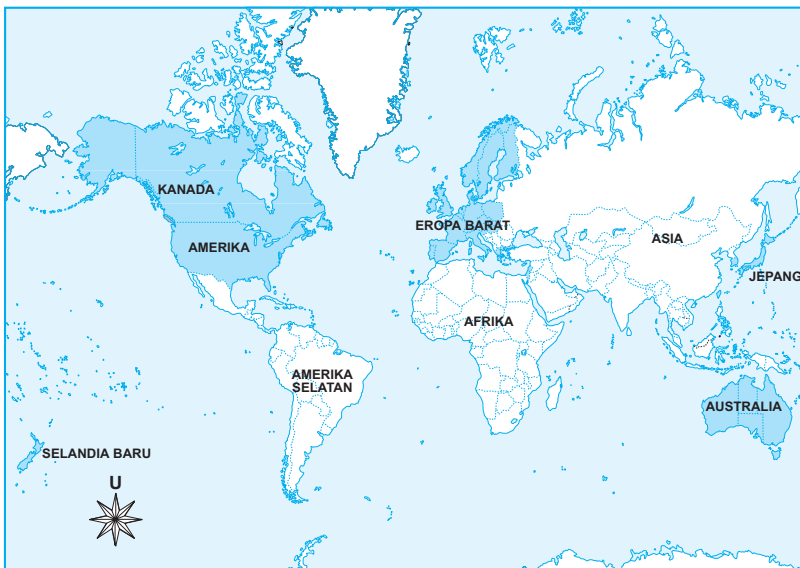 KANADA
EROPA BARAT
AMERIKA
ASIA
JEPANG
AFRIKA
AMERIKA
SELATAN
AUSTRALIA
SELANDIA BARU
U